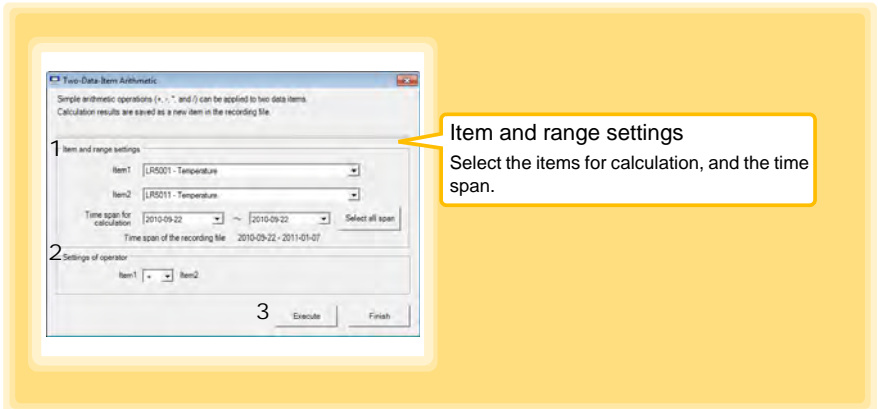 Two-Data-Item Arithmetic
Simple arithmetic operations (+, -, *, and /) can be applied to two data items.
Calculation results are saved as a new item in the recording file.
1
Item and range settings
Item1 LR5001 - Temperature
Item2 LR5011 - Temperature
Time span for
calculation
2010-09-22 ~ 2010-09-22 Select all span
Time span of the recording file 2010-09-22 - 2011-01-07
2
Settings of operator
Item1 Item2
3
Execute Finish
Item and range settings
Select the items for calculation, and the time
span.